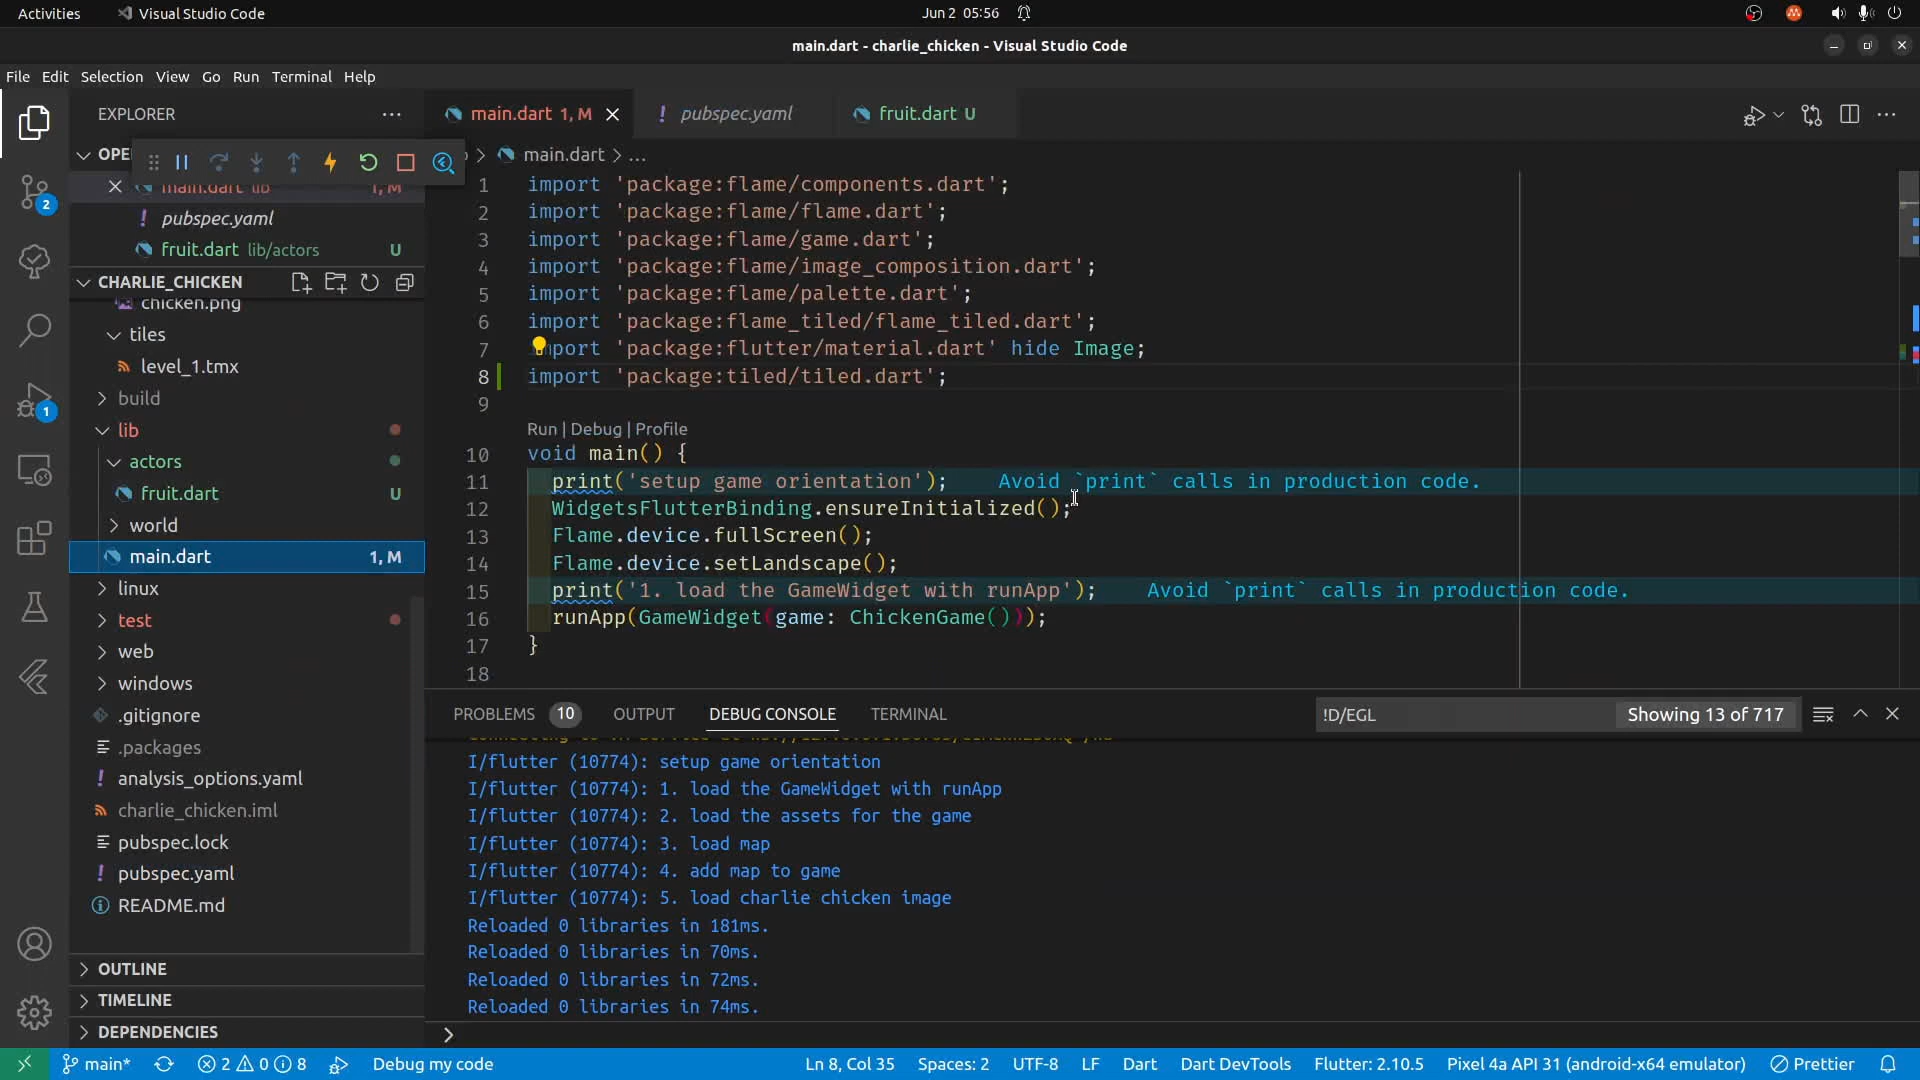 Activities Visual Studio Code Jun 2 05:56
main.dart - charlie_chicken - Visual Studio Code
File Edit Selection View Go Run Terminal Help
EXPLORER
main.dart 1, M
! pubspec.yaml
fruit.dart U
OPE
main.dart lib 1, M
! pubspec.yaml
fruit.dart lib/actors U
CHARLIE_CHICKEN
chicken.png
tiles
level_1.tmx
build
lib
actors
fruit.dart U
world
main.dart 1, M
linux
test
web
windows
.gitignore
.packages
! analysis_options.yaml
charlie_chicken.iml
pubspec.lock
! pubspec.yaml
README.md
OUTLINE
TIMELINE
DEPENDENCIES
2
1
> main.dart > ...
1 import 'package:flame/components.dart';
2 import 'package:flame/flame.dart';
3 import 'package:flame/game.dart';
4 import 'package:flame/image_composition.dart';
5 import 'package:flame/palette.dart';
6 import 'package:flame_tiled/flame_tiled.dart';
7 import 'package:flutter/material.dart' hide Image;
8 import 'package:tiled/tiled.dart';
9
Run | Debug | Profile
10 void main() {
11 print('setup game orientation'); Avoid `print` calls in production code.
12 WidgetsFlutterBinding.ensureInitialized();
13 Flame.device.fullScreen();
14 Flame.device.setLandscape();
15 print('1. load the GameWidget with runApp'); Avoid `print` calls in production code.
16 runApp(GameWidget(game: ChickenGame()));
17 }
18
PROBLEMS 10 OUTPUT DEBUG CONSOLE TERMINAL !D/EGL Showing 13 of 717
I/flutter (10774): setup game orientation
I/flutter (10774): 1. load the GameWidget with runApp
I/flutter (10774): 2. load the assets for the game
I/flutter (10774): 3. load map
I/flutter (10774): 4. add map to game
I/flutter (10774): 5. load charlie chicken image
Reloaded 0 libraries in 181ms.
Reloaded 0 libraries in 70ms.
Reloaded 0 libraries in 72ms.
Reloaded 0 libraries in 74ms.
>
main* 2 0 8 Debug my code Ln 8, Col 35 Spaces: 2 UTF-8 LF Dart Dart DevTools Flutter: 2.10.5 Pixel 4a API 31 (android-x64 emulator) Prettier